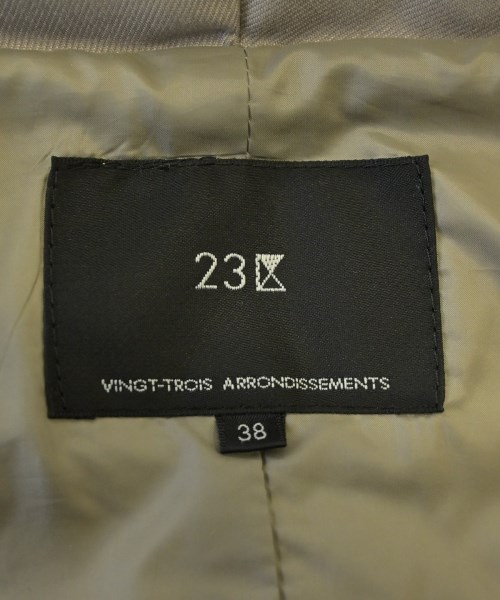 23区
VINGT-TROIS ARRONDISSEMENTS
38